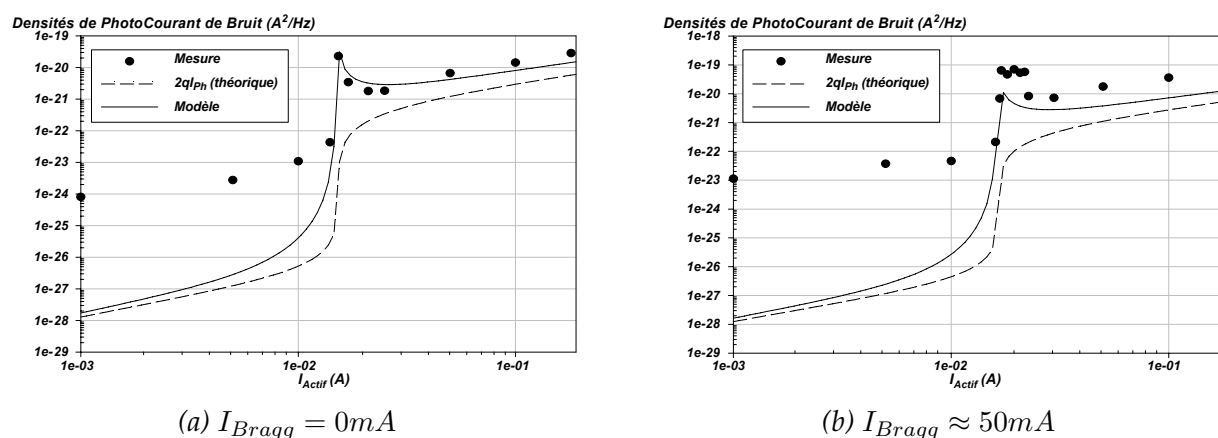 Densités de PhotoCourant de Bruit (A²/Hz)
1e-19
1e-20
1e-21
1e-22
1e-23
1e-24
1e-25
1e-26
1e-27
1e-28
1e-29
Mesure
2qI_Ph (théorique)
Modèle
1e-03 1e-02 1e-01
I_Actif (A)
(a) I_Bragg = 0mA
Densités de PhotoCourant de Bruit (A²/Hz)
1e-18
1e-19
1e-20
1e-21
1e-22
1e-23
1e-24
1e-25
1e-26
1e-27
1e-28
1e-29
Mesure
2qI_Ph (théorique)
Modèle
1e-03 1e-02 1e-01
I_Actif (A)
(b) I_Bragg ≈ 50mA